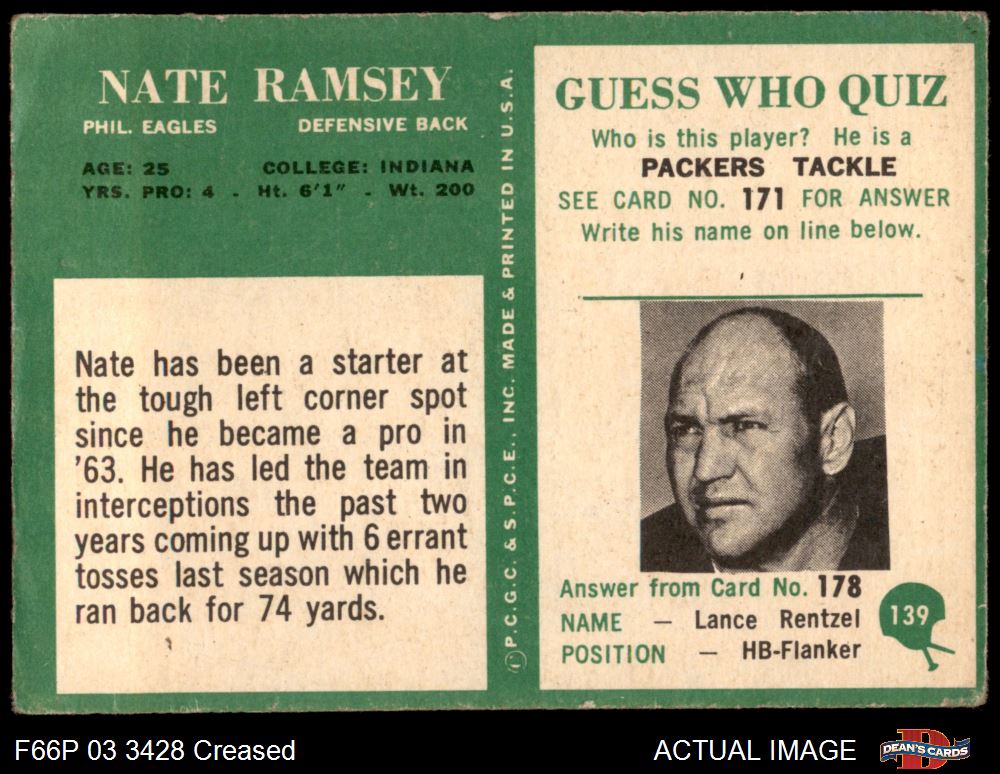 NATE RAMSEY
PHIL. EAGLES DEFENSIVE BACK
AGE: 25 COLLEGE: INDIANA
YRS. PRO: 4 - Ht. 6'1" - Wt. 200
Nate has been a starter at
the tough left corner spot
since he became a pro in
'63. He has led the team in
interceptions the past two
years coming up with 6 errant
tosses last season which he
ran back for 74 yards.
©P.C.G.C. & S.P.C.E., INC. MADE & PRINTED IN U.S.A.
GUESS WHO QUIZ
Who is this player? He is a
PACKERS TACKLE
SEE CARD NO. 171 FOR ANSWER
Write his name on line below.
Answer from Card No. 178
NAME — Lance Rentzel
POSITION — HB-Flanker
139
F66P 03 3428 Creased
ACTUAL IMAGE
DEAN'S CARDS